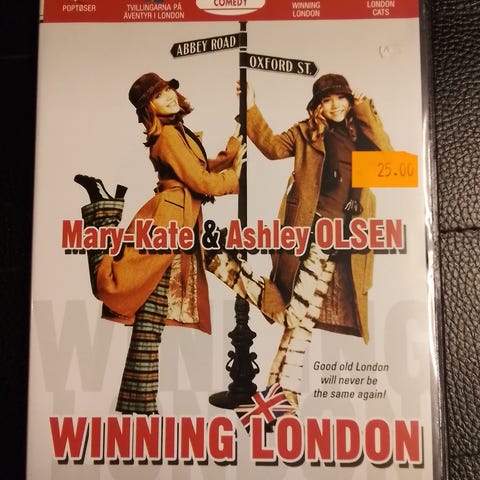 POPTÖSER
TVILLINGARNA PÅ
ÄVENTYR I LONDON
COMEDY
WINNING
LONDON
LONDON
CATS
ABBEY ROAD
OXFORD ST.
25.00
Mary-Kate & Ashley OLSEN
Good old London
will never be
the same again!
WINNING LONDON